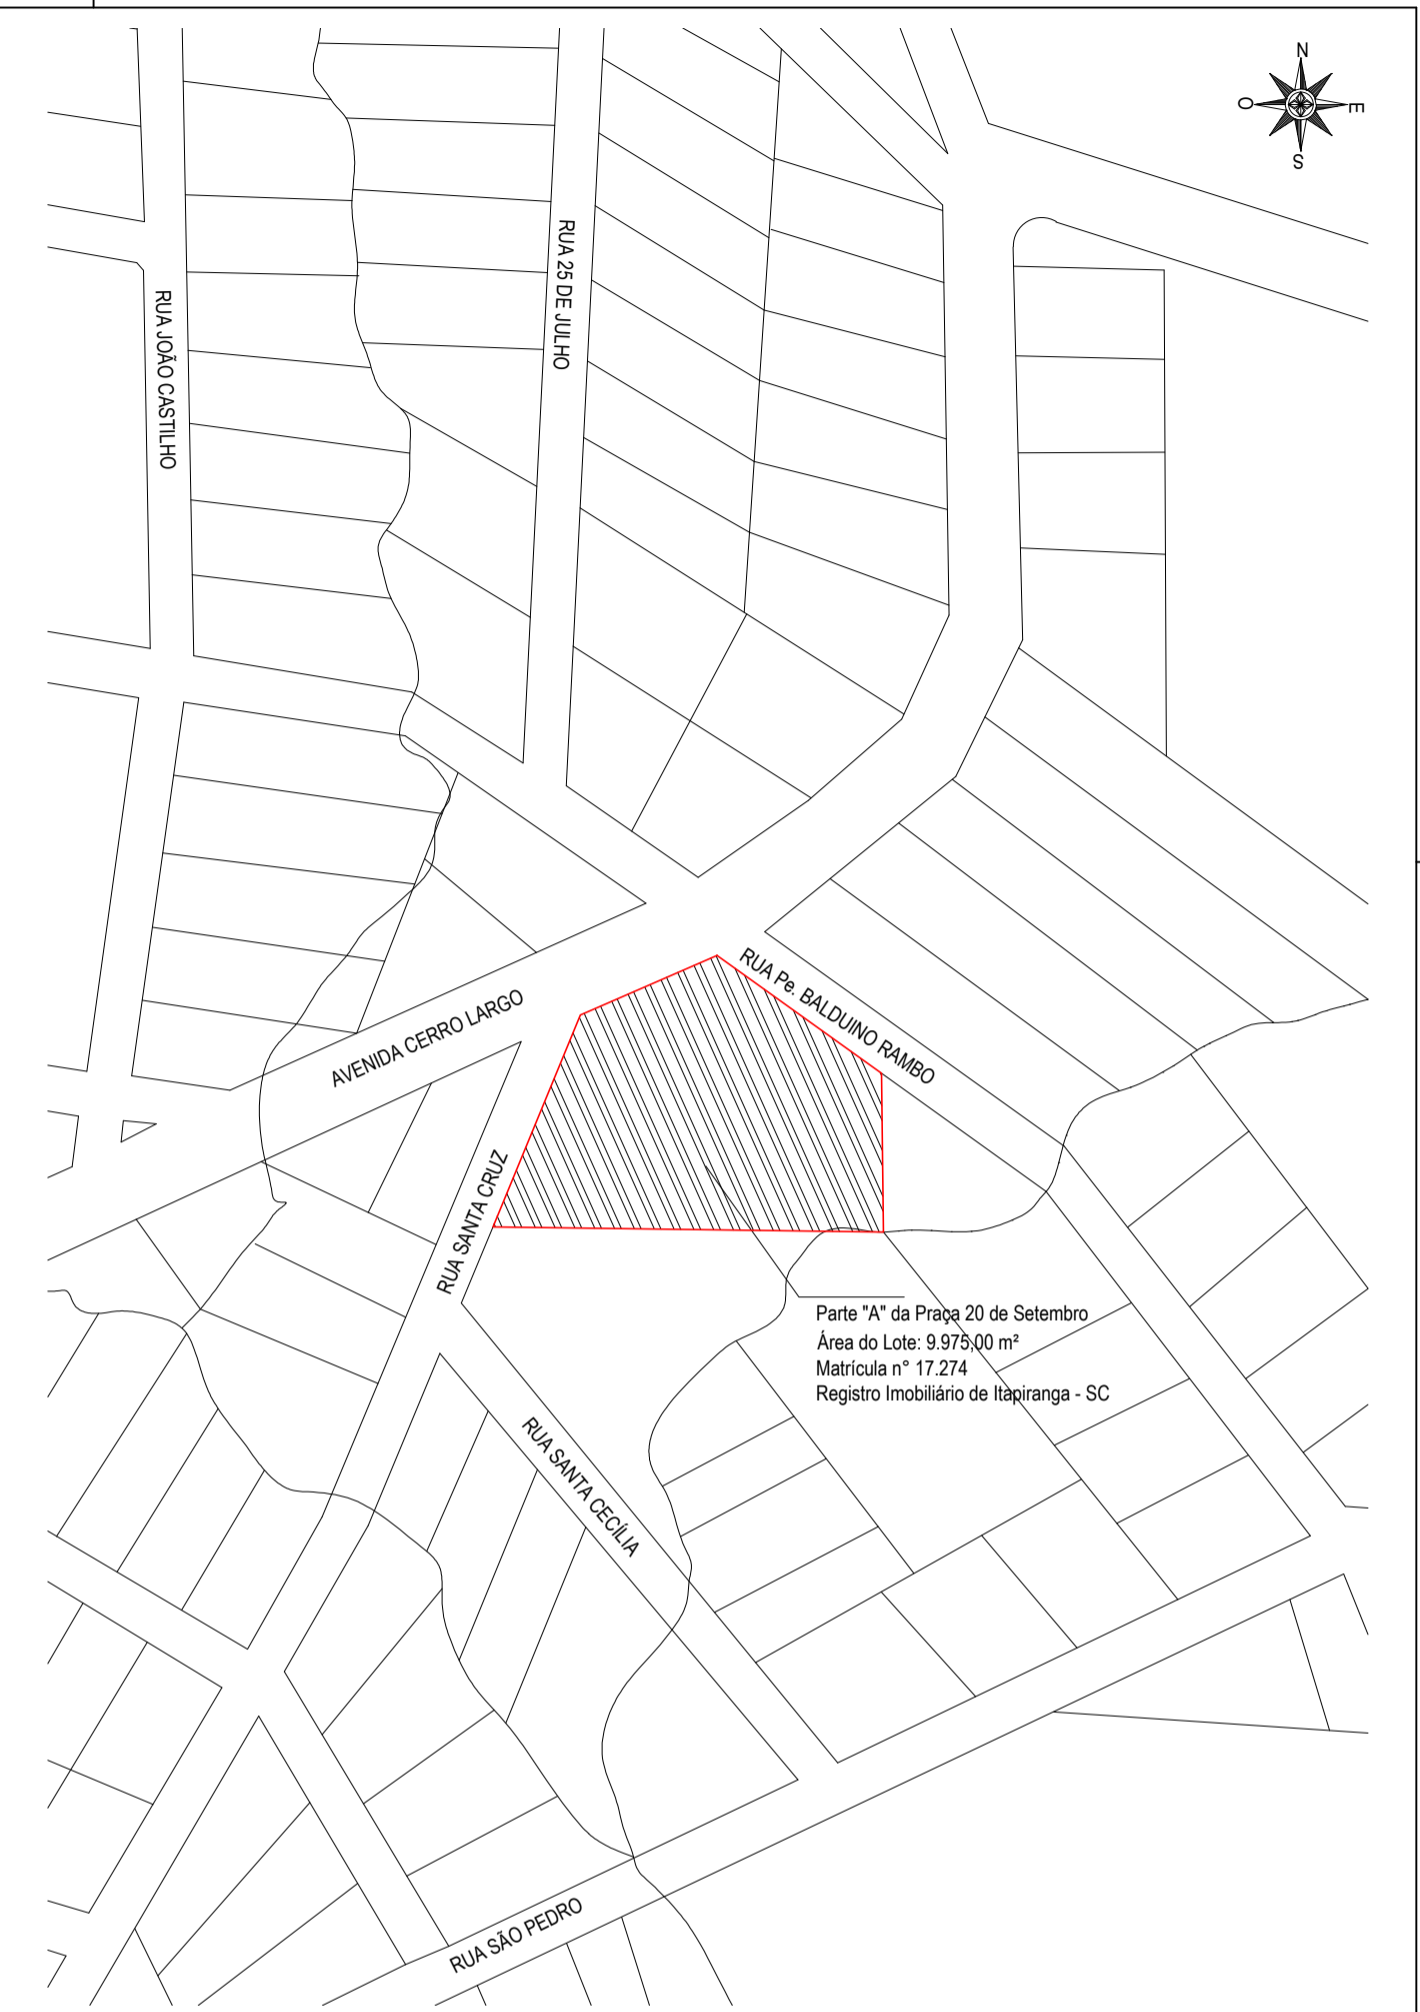 N
O
E
S
RUA 25 DE JULHO
RUA JOÃO CASTILHO
RUA Pe. BALDUINO RAMBO
AVENIDA CERRO LARGO
RUA SANTA CRUZ
Parte "A" da Praça 20 de Setembro
Área do Lote: 9.975,00 m²
Matrícula n° 17.274
Registro Imobiliário de Itapiranga - SC
RUA SANTA CECÍLIA
RUA SÃO PEDRO